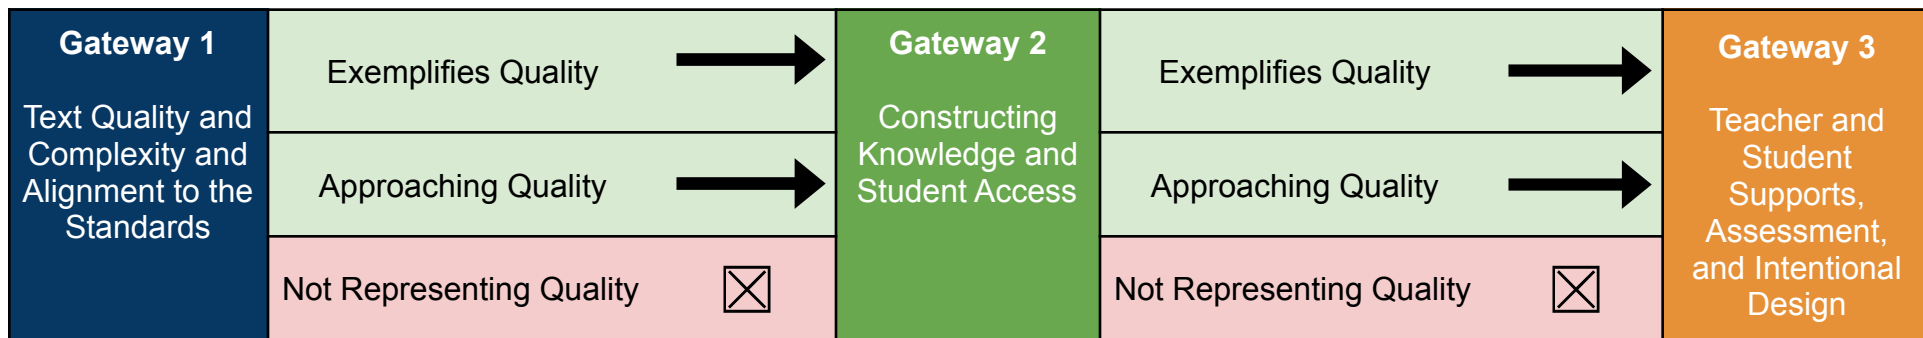 Gateway 1
Text Quality and
Complexity and
Alignment to the
Standards
Exemplifies Quality
Approaching Quality
Not Representing Quality
Gateway 2
Constructing
Knowledge and
Student Access
Exemplifies Quality
Approaching Quality
Not Representing Quality
Gateway 3
Teacher and
Student
Supports,
Assessment,
and Intentional
Design